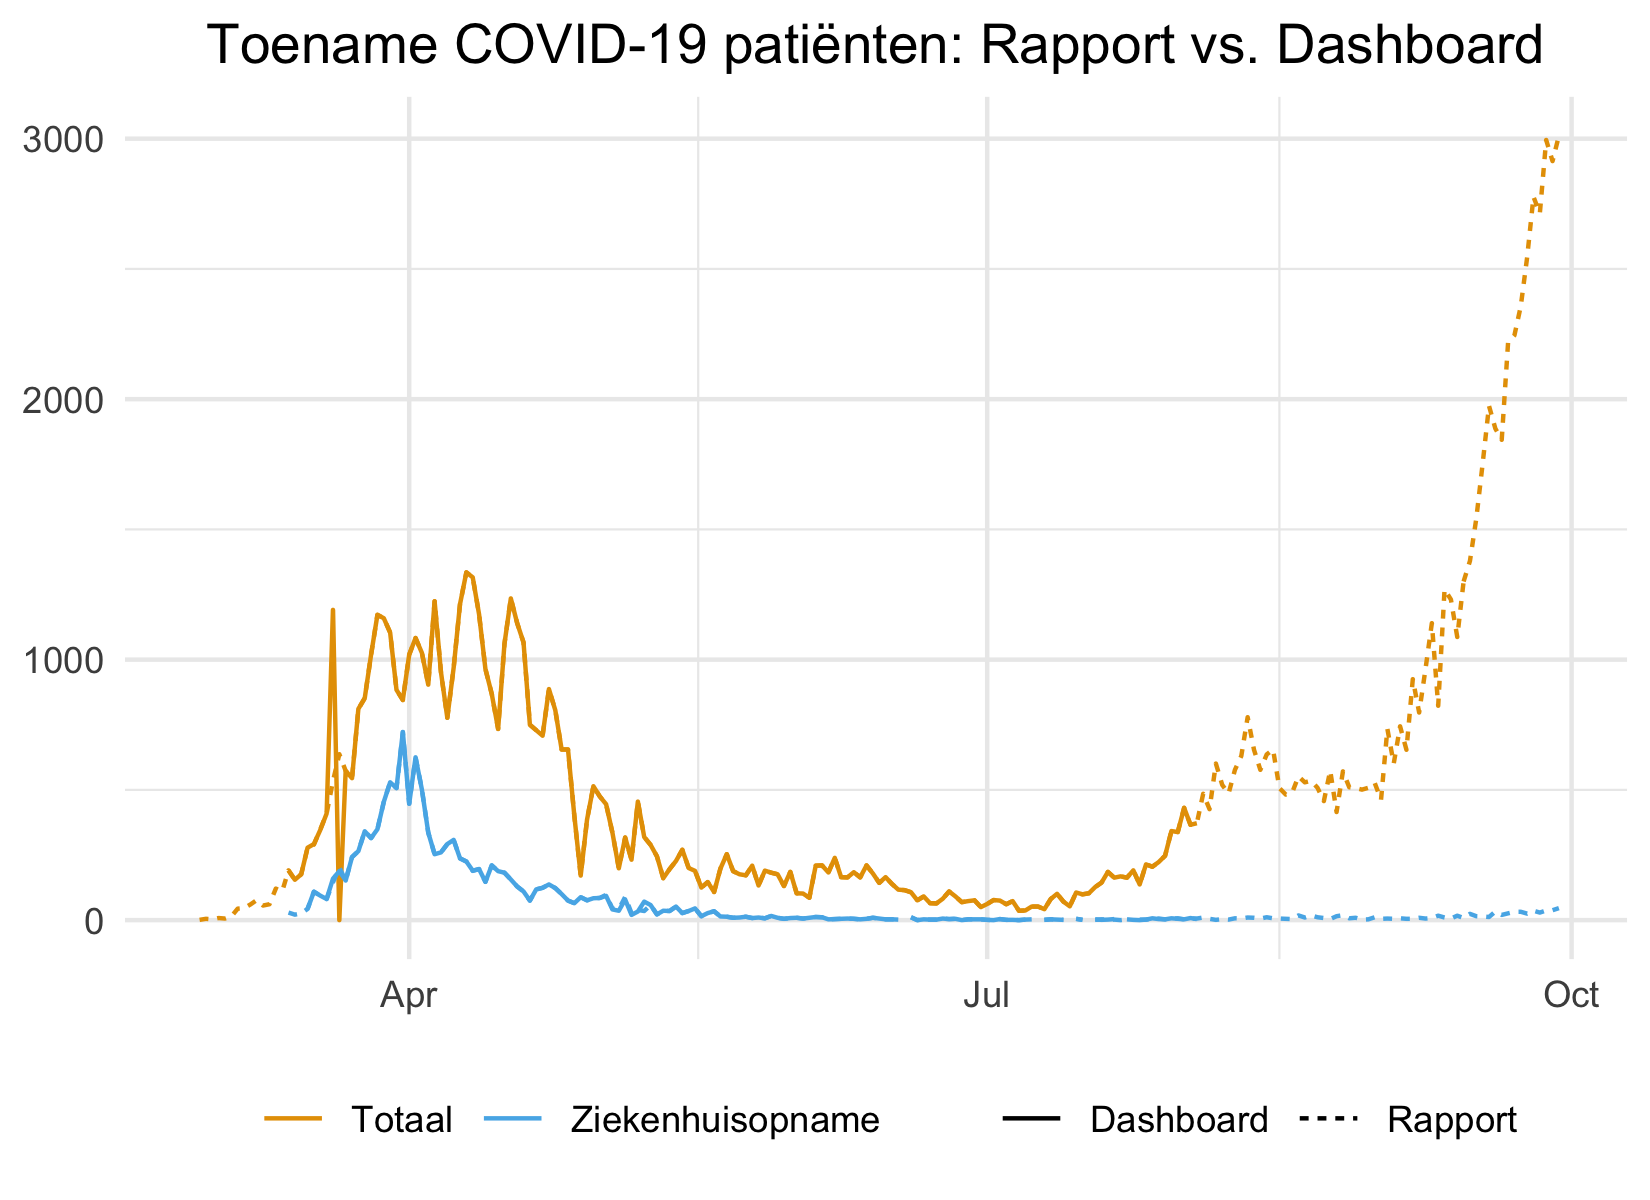 Toename COVID-19 patiënten: Rapport vs. Dashboard
3000
2000
1000
0
Apr Jul Oct
Totaal Ziekenhuisopname Dashboard Rapport